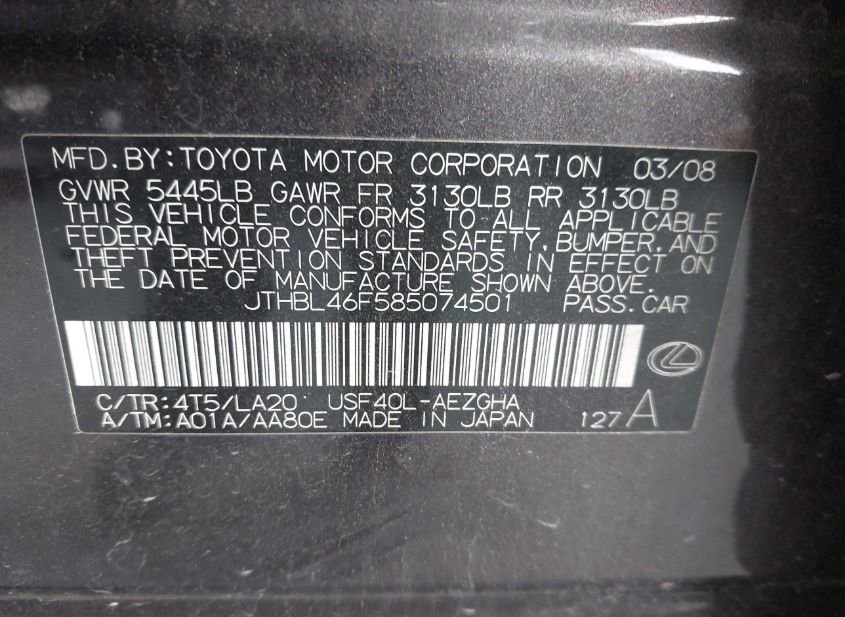 MFD.BY:TOYOTA MOTOR CORPORATION 03/08
GVWR 5445LB GAWR FR 3130LB RR 3130LB
THIS VEHICLE CONFORMS TO ALL APPLICABLE
FEDERAL MOTOR VEHICLE SAFETY,BUMPER,AND
THEFT PREVENTION STANDARDS IN EFFECT ON
THE DATE OF MANUFACTURE SHOWN ABOVE.
JTHBL46F585074501 PASS.CAR
C/TR:4T5/LA20 USF40L-AEZGHA
A/TM:A01A/AA80E MADE IN JAPAN 127A